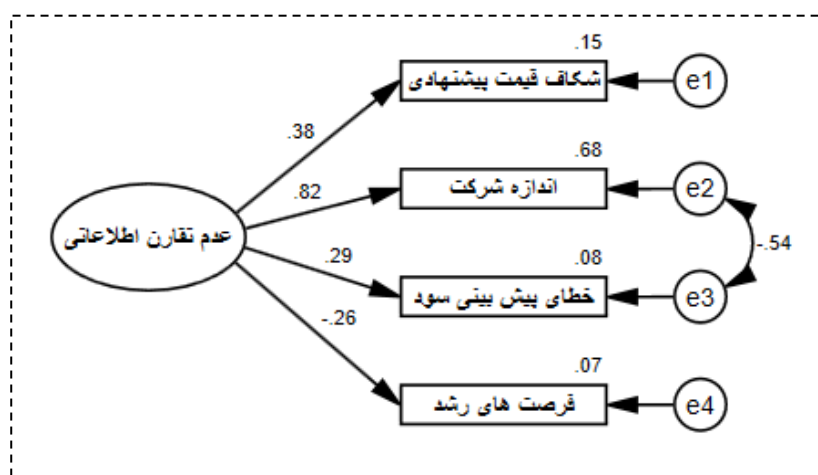 .15
شکاف قیمت پیشنهادی
e1
.38
.68
اندازه شرکت
e2
.82
عدم تقارن اطلاعاتی
-.54
.29
.08
خطای پیش بینی سود
e3
-.26
.07
فرصت های رشد
e4